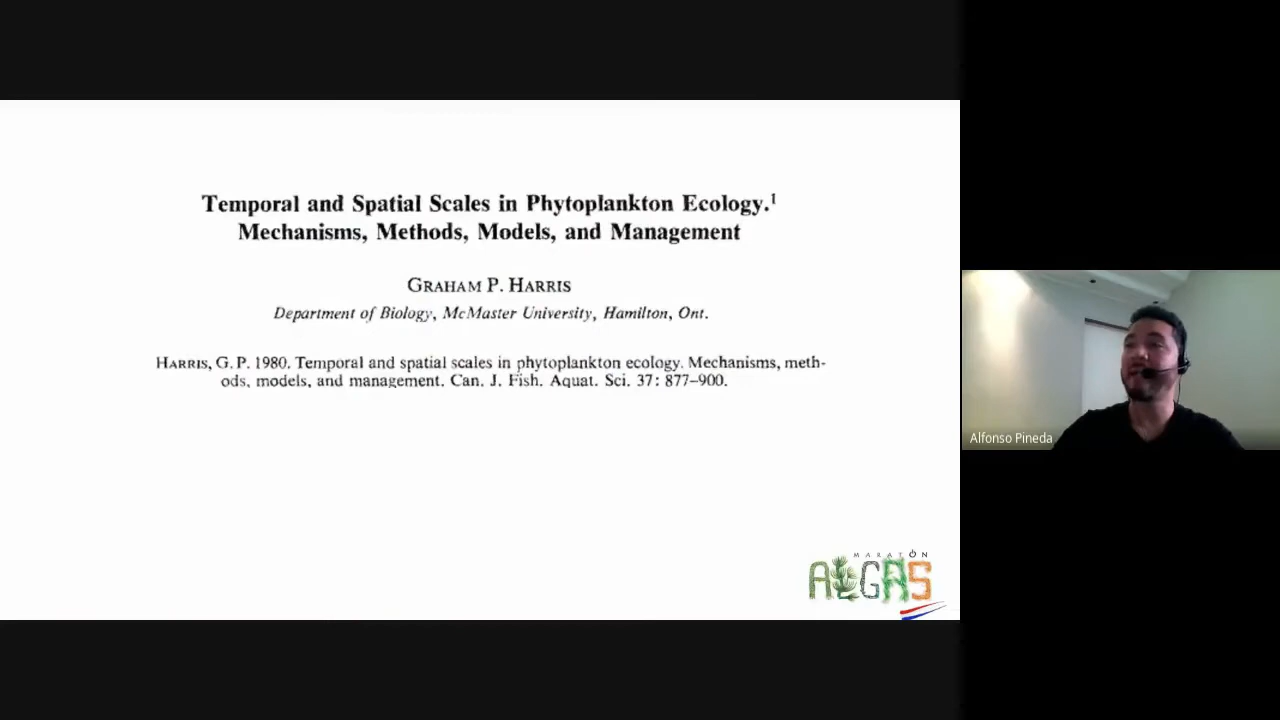 Temporal and Spatial Scales in Phytoplankton Ecology.¹
Mechanisms, Methods, Models, and Management
GRAHAM P. HARRIS
Department of Biology, McMaster University, Hamilton, Ont.
HARRIS, G. P. 1980. Temporal and spatial scales in phytoplankton ecology. Mechanisms, meth-
ods, models, and management. Can. J. Fish. Aquat. Sci. 37: 877–900.
Alfonso Pineda
MARATÓN
ALGAS